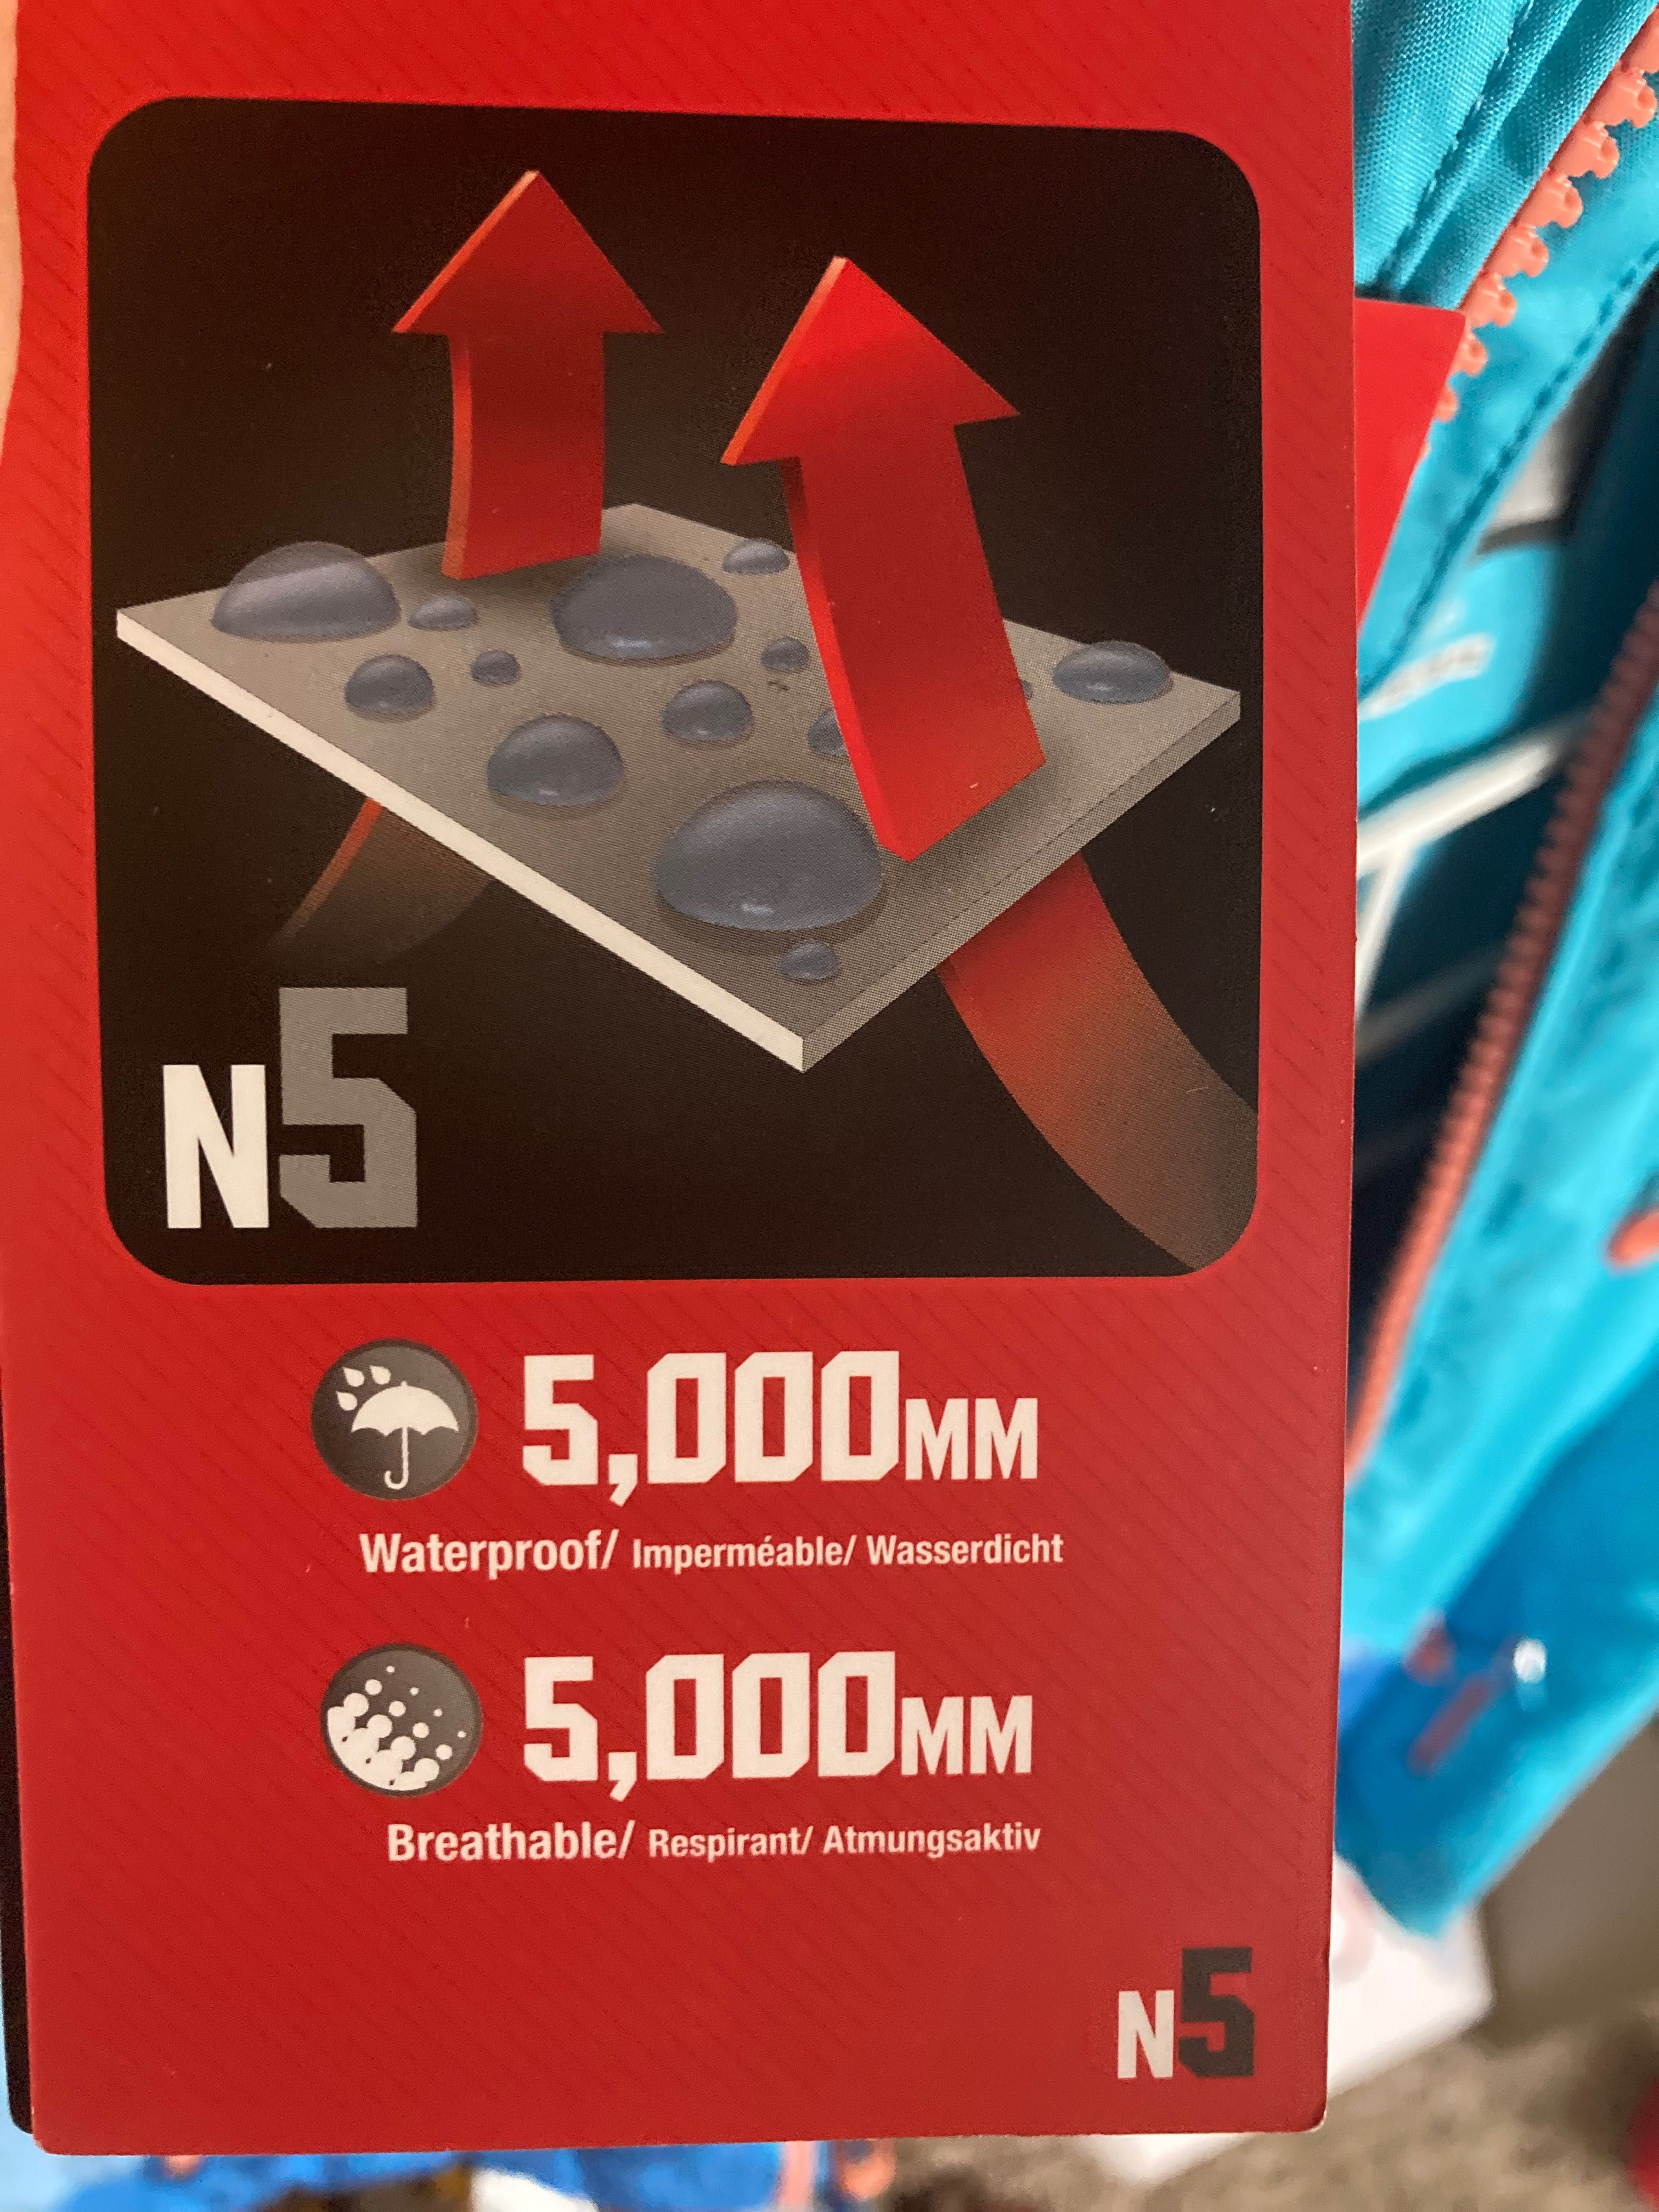 N5
5,000MM
Waterproof/ Imperméable/ Wasserdicht
5,000MM
Breathable/ Respirant/ Atmungsaktiv
N5